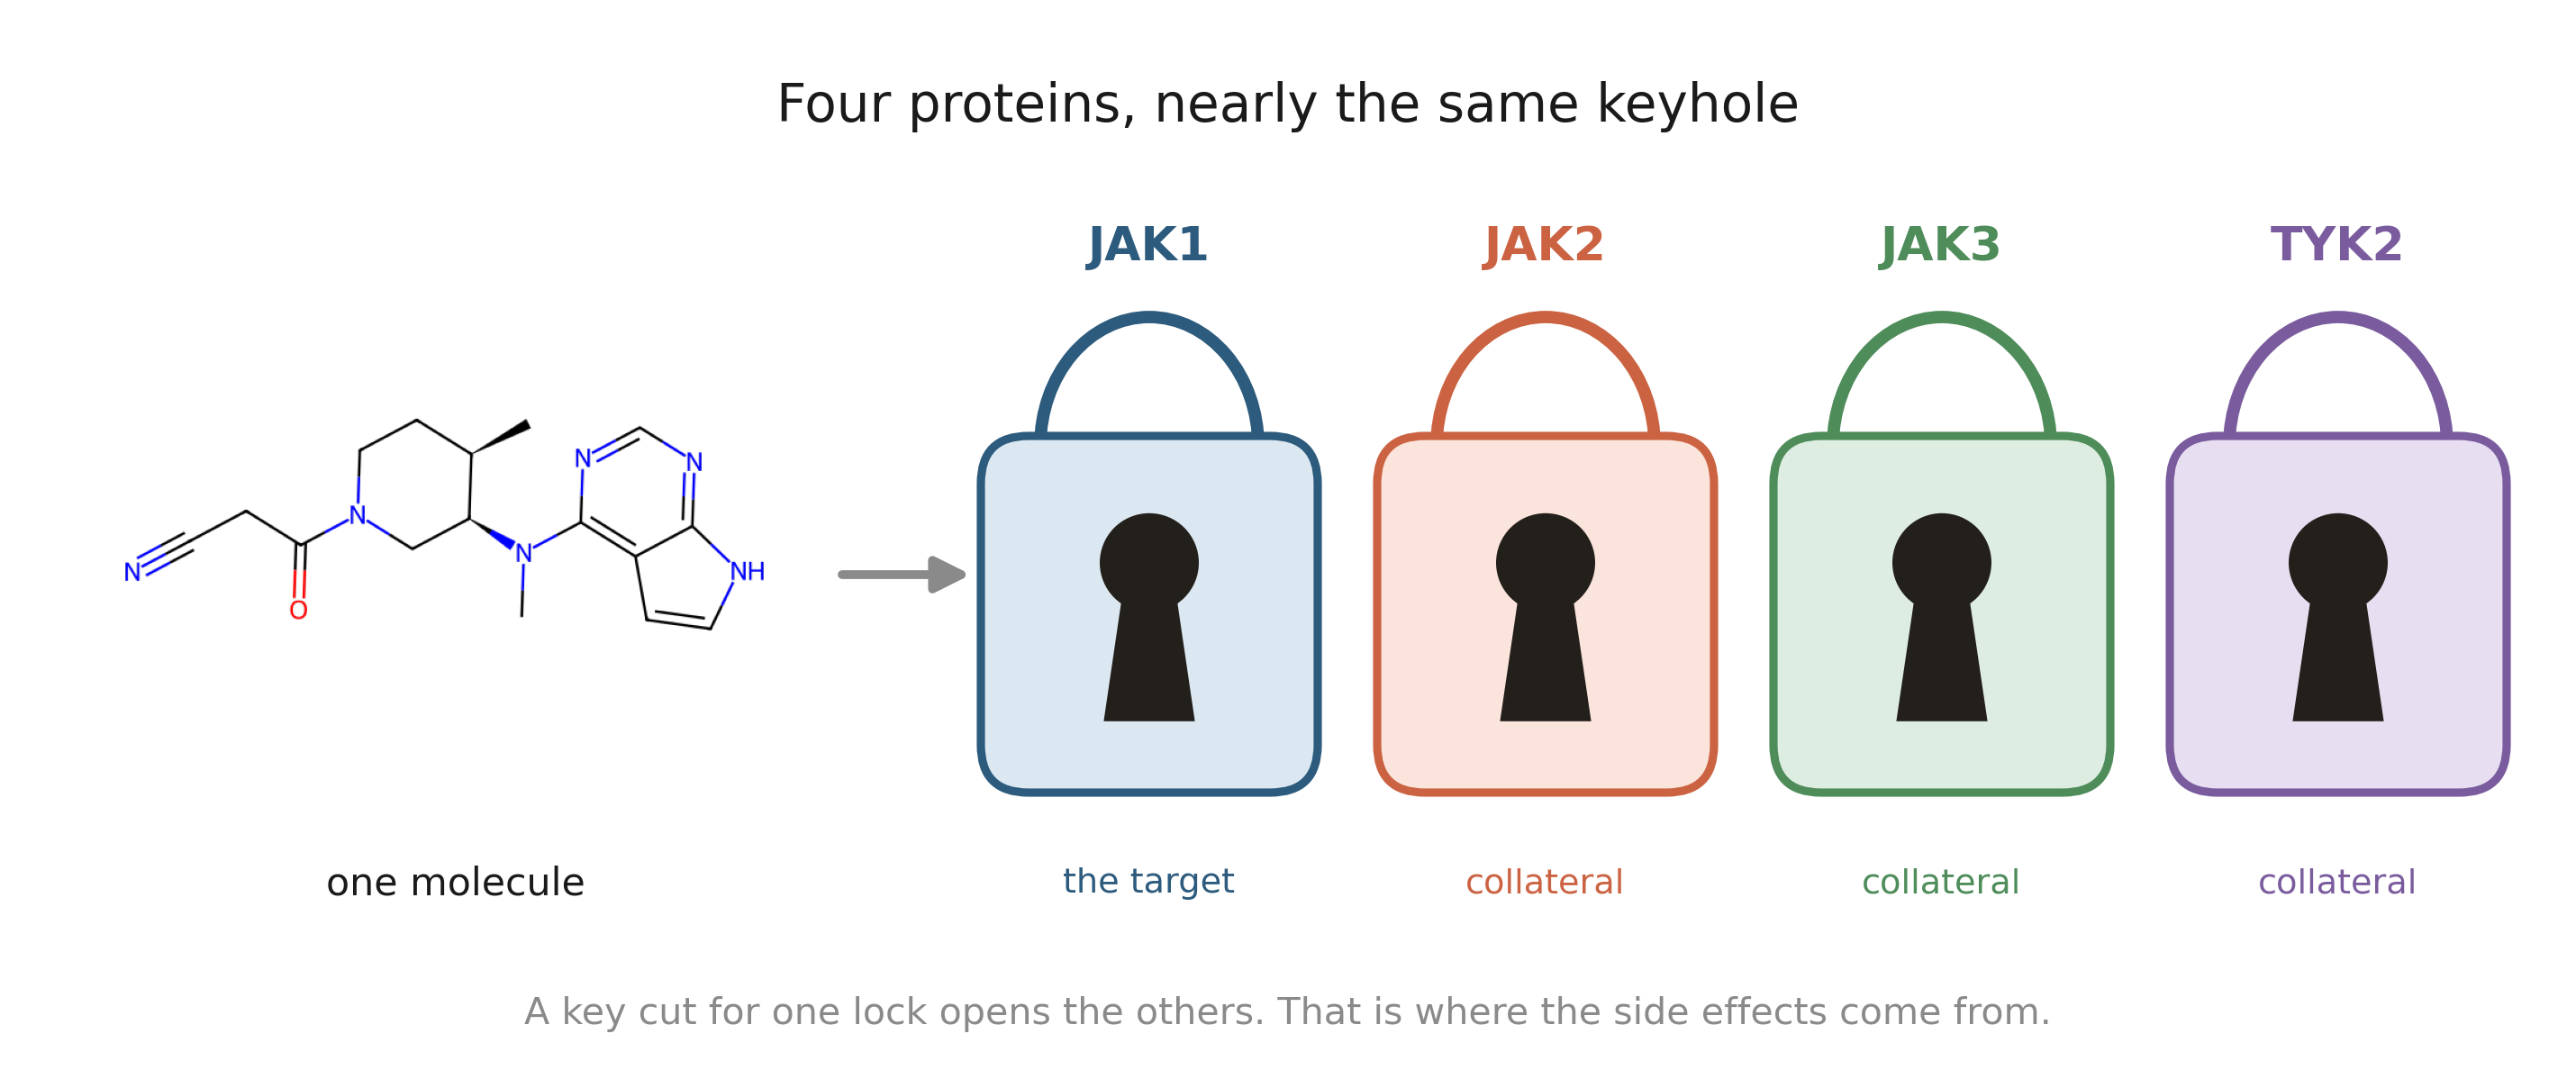 Four proteins, nearly the same keyhole
JAK1 JAK2 JAK3 TYK2
N
N
N
N
N
NH
O
one molecule
the target collateral collateral collateral
A key cut for one lock opens the others. That is where the side effects come from.